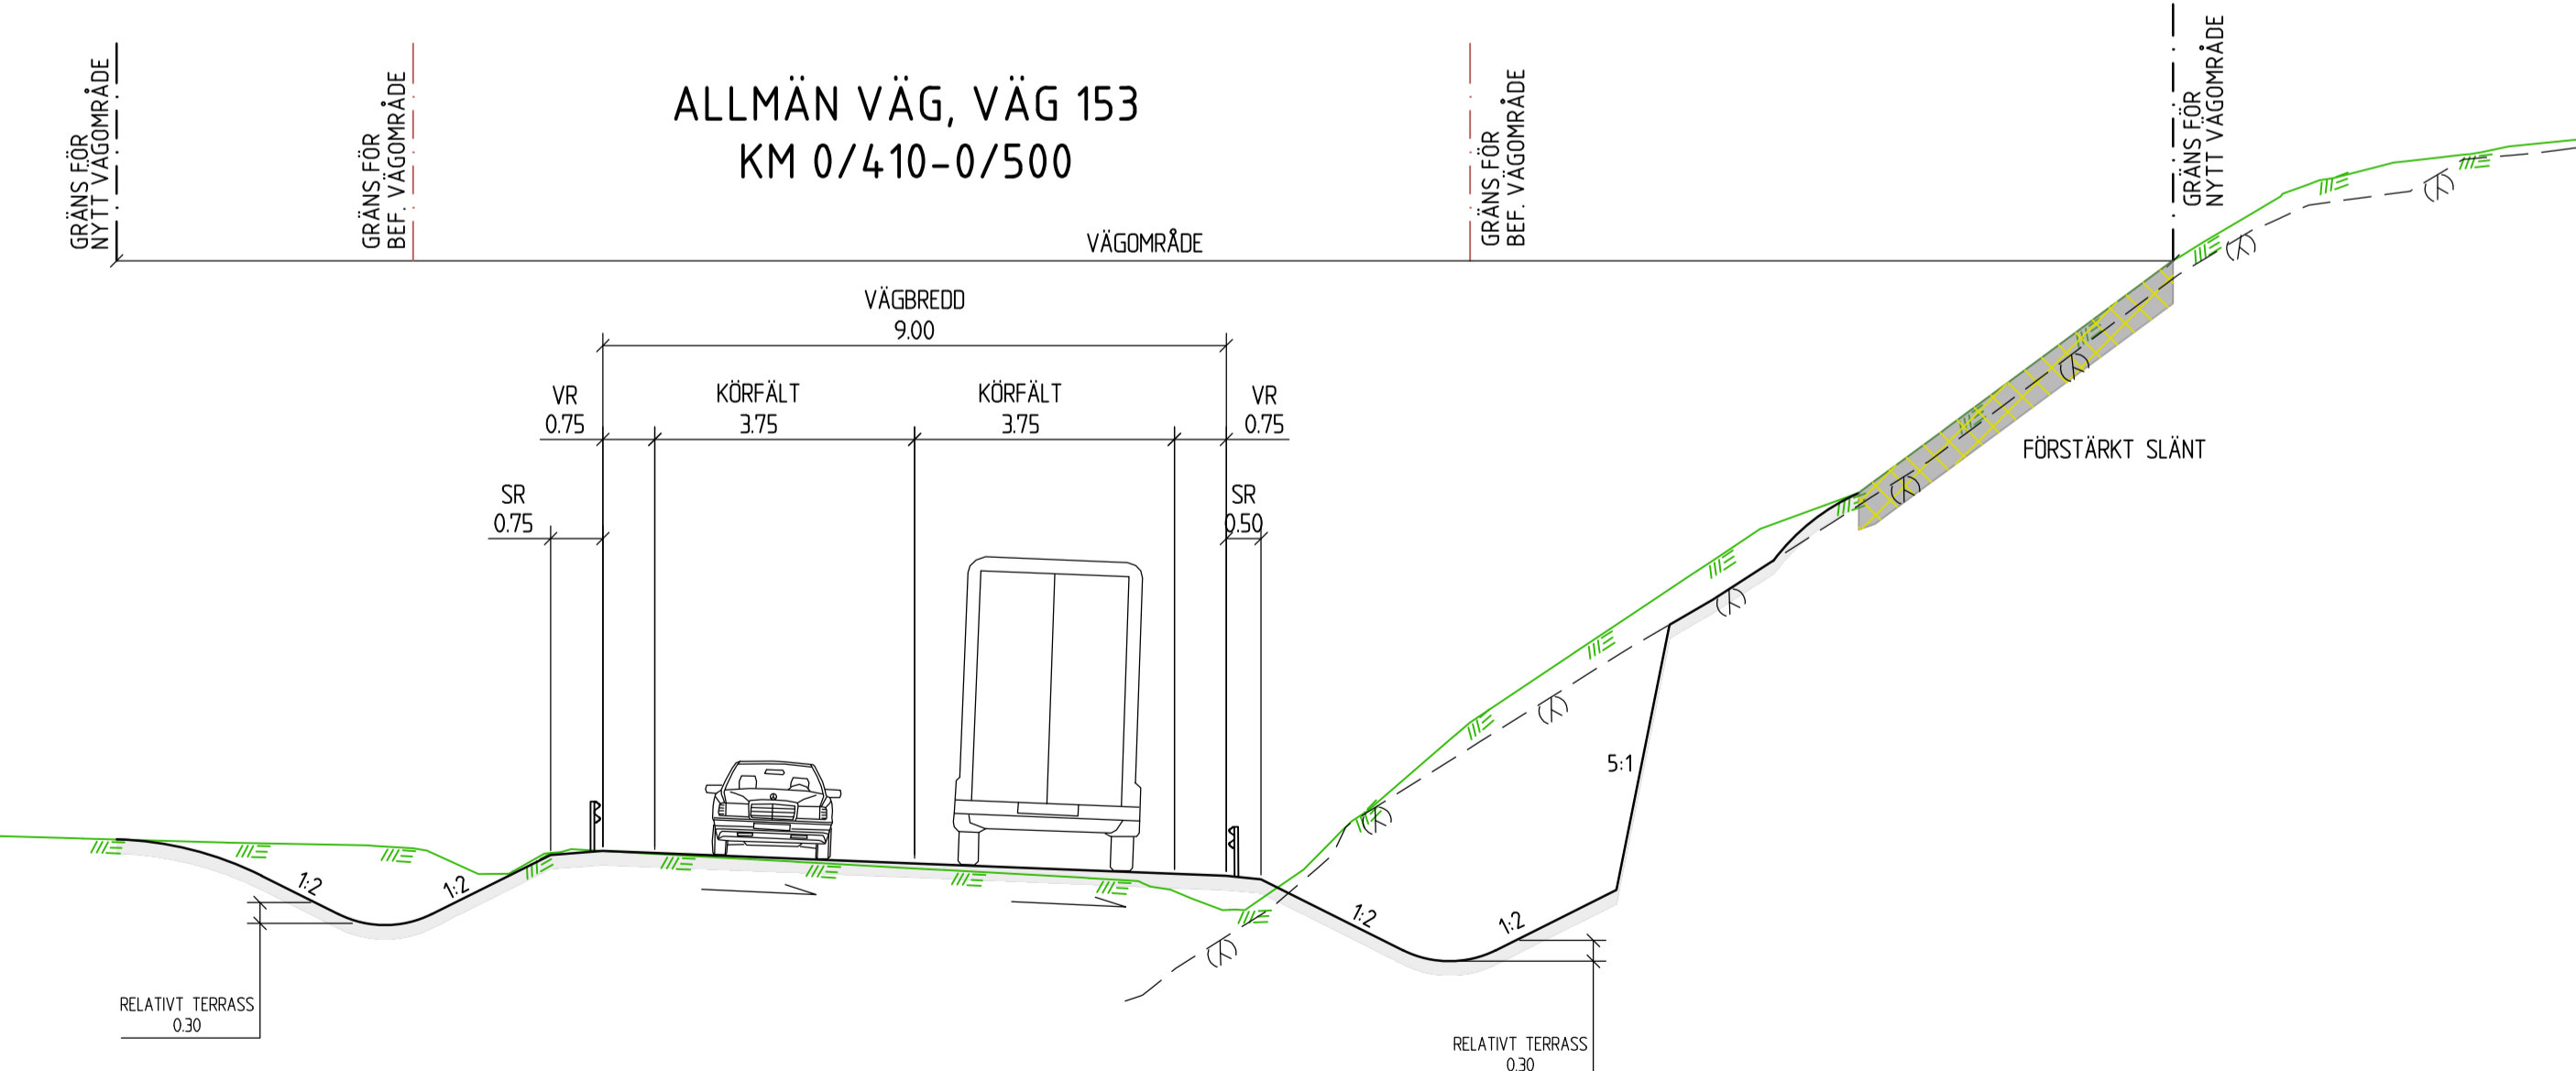 GRÄNS FÖR
NYTT VÄGOMRÅDE
GRÄNS FÖR
BEF. VÄGOMRÅDE
ALLMÄN VÄG, VÄG 153
KM 0/410-0/500
GRÄNS FÖR
BEF. VÄGOMRÅDE
GRÄNS FÖR
NYTT VÄGOMRÅDE
VÄGOMRÅDE
VÄGBREDD
9.00
VR
0.75
KÖRFÄLT
3.75
KÖRFÄLT
3.75
VR
0.75
SR
0.75
SR
0.50
FÖRSTÄRKT SLÄNT
5:1
1:2
1:2
1:2
1:2
RELATIVT TERRASS
0.30
RELATIVT TERRASS
0.30